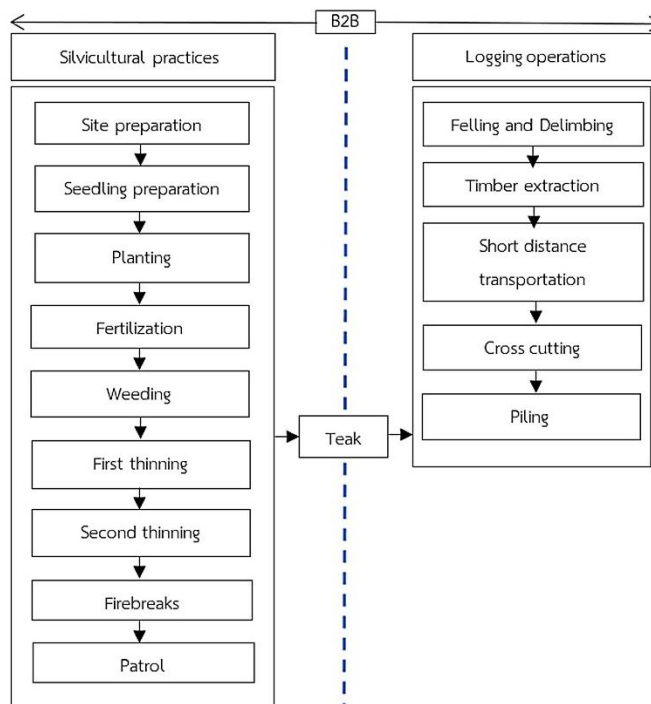 B2B
Silvicultural practices
Site preparation
Seedling preparation
Planting
Fertilization
Weeding
First thinning
Second thinning
Firebreaks
Patrol
Teak
Logging operations
Felling and Delimbing
Timber extraction
Short distance
transportation
Cross cutting
Piling